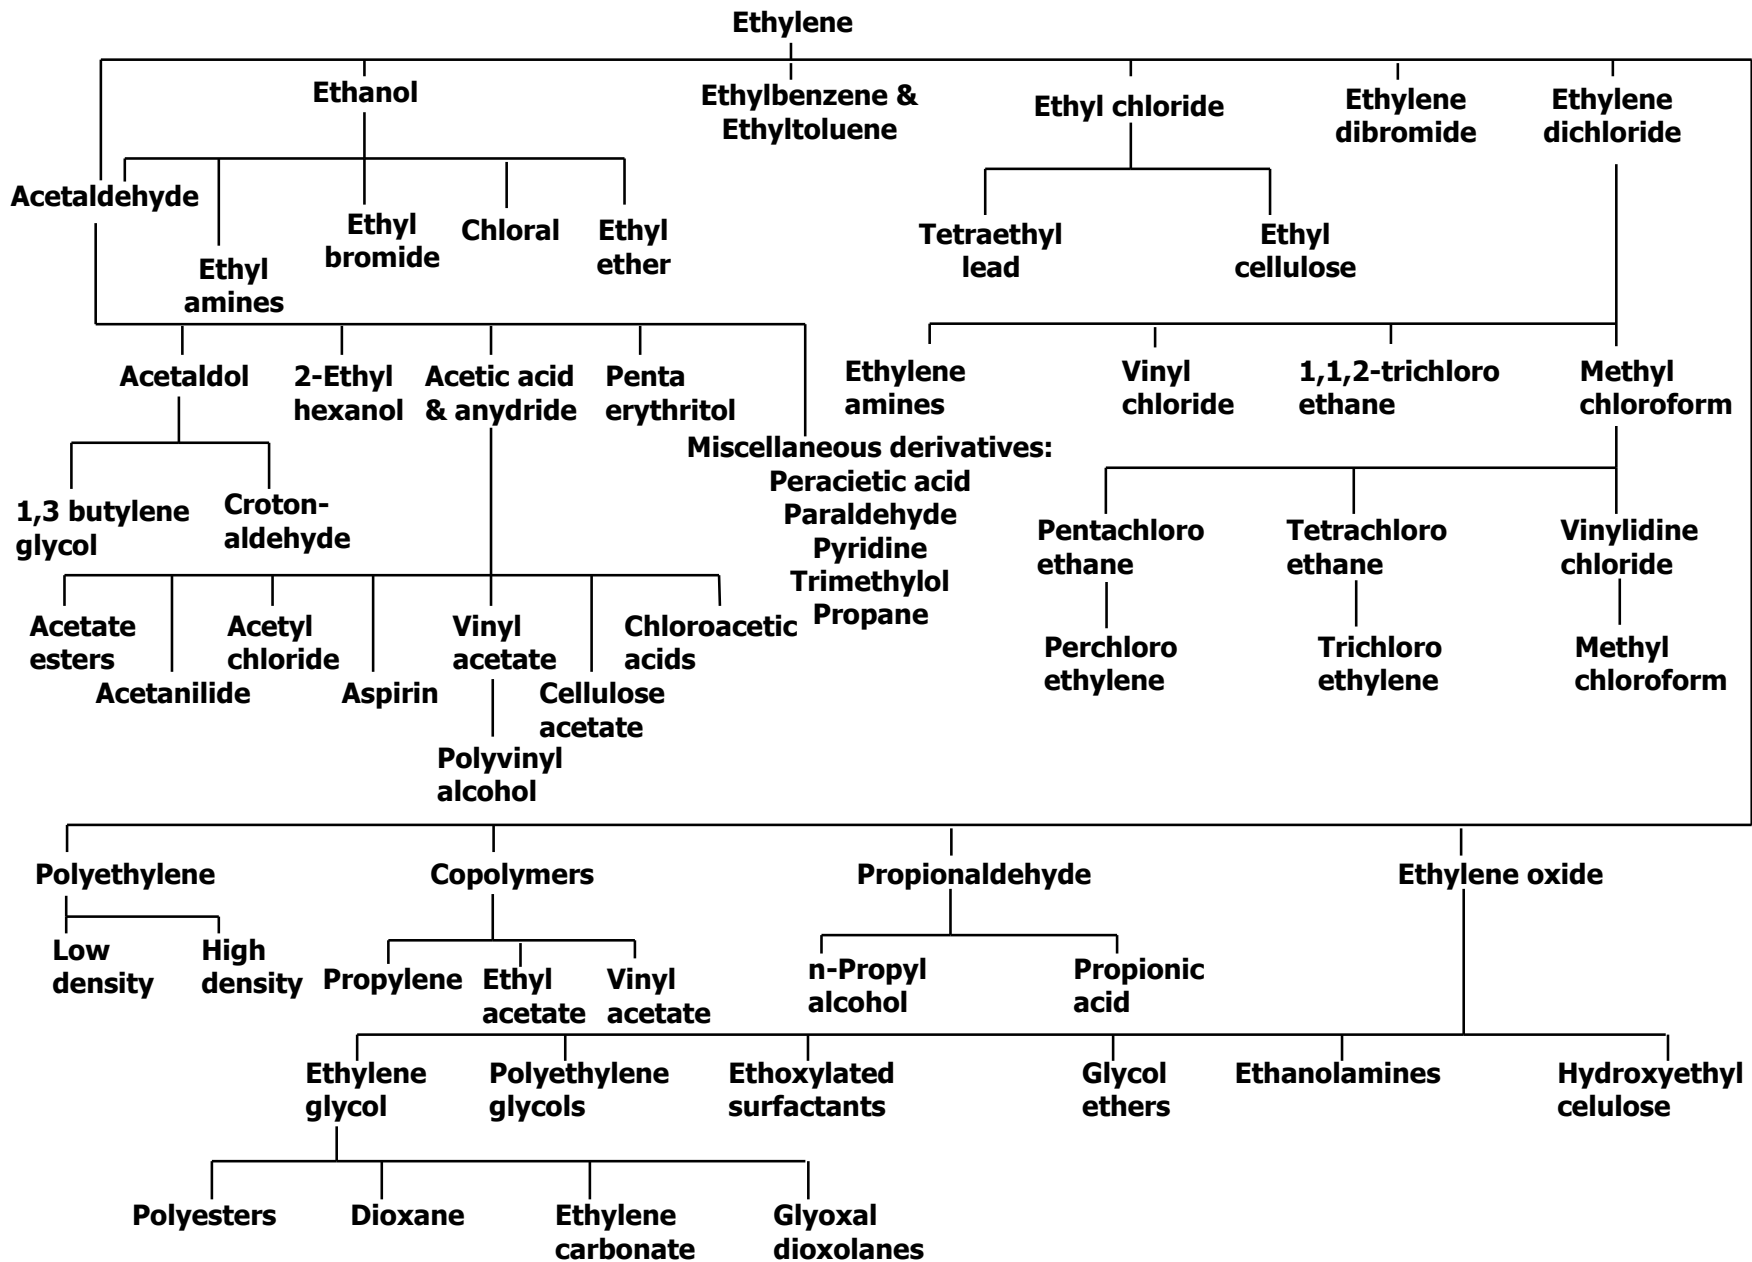 Ethylene
Ethanol
Ethylbenzene &
Ethyltoluene
Ethyl chloride
Ethylene
dibromide
Ethylene
dichloride
Acetaldehyde
Ethyl
amines
Ethyl
bromide
Chloral
Ethyl
ether
Tetraethyl
lead
Ethyl
cellulose
Acetaldol
2-Ethyl
hexanol
Acetic acid
& anydride
Penta
erythritol
Miscellaneous derivatives:
Peracietic acid
Paraldehyde
Pyridine
Trimethylol
Propane
Ethylene
amines
Vinyl
chloride
1,1,2-trichloro
ethane
Methyl
chloroform
1,3 butylene
glycol
Croton-
aldehyde
Pentachloro
ethane
Tetrachloro
ethane
Vinylidine
chloride
Acetate
esters
Acetanilide
Acetyl
chloride
Aspirin
Vinyl
acetate
Cellulose
acetate
Chloroacetic
acids
Perchloro
ethylene
Trichloro
ethylene
Methyl
chloroform
Polyvinyl
alcohol
Polyethylene
Copolymers
Propionaldehyde
Ethylene oxide
Low
density
High
density
Propylene
Ethyl
acetate
Vinyl
acetate
n-Propyl
alcohol
Propionic
acid
Ethylene
glycol
Polyethylene
glycols
Ethoxylated
surfactants
Glycol
ethers
Ethanolamines
Hydroxyethyl
celulose
Polyesters
Dioxane
Ethylene
carbonate
Glyoxal
dioxolanes